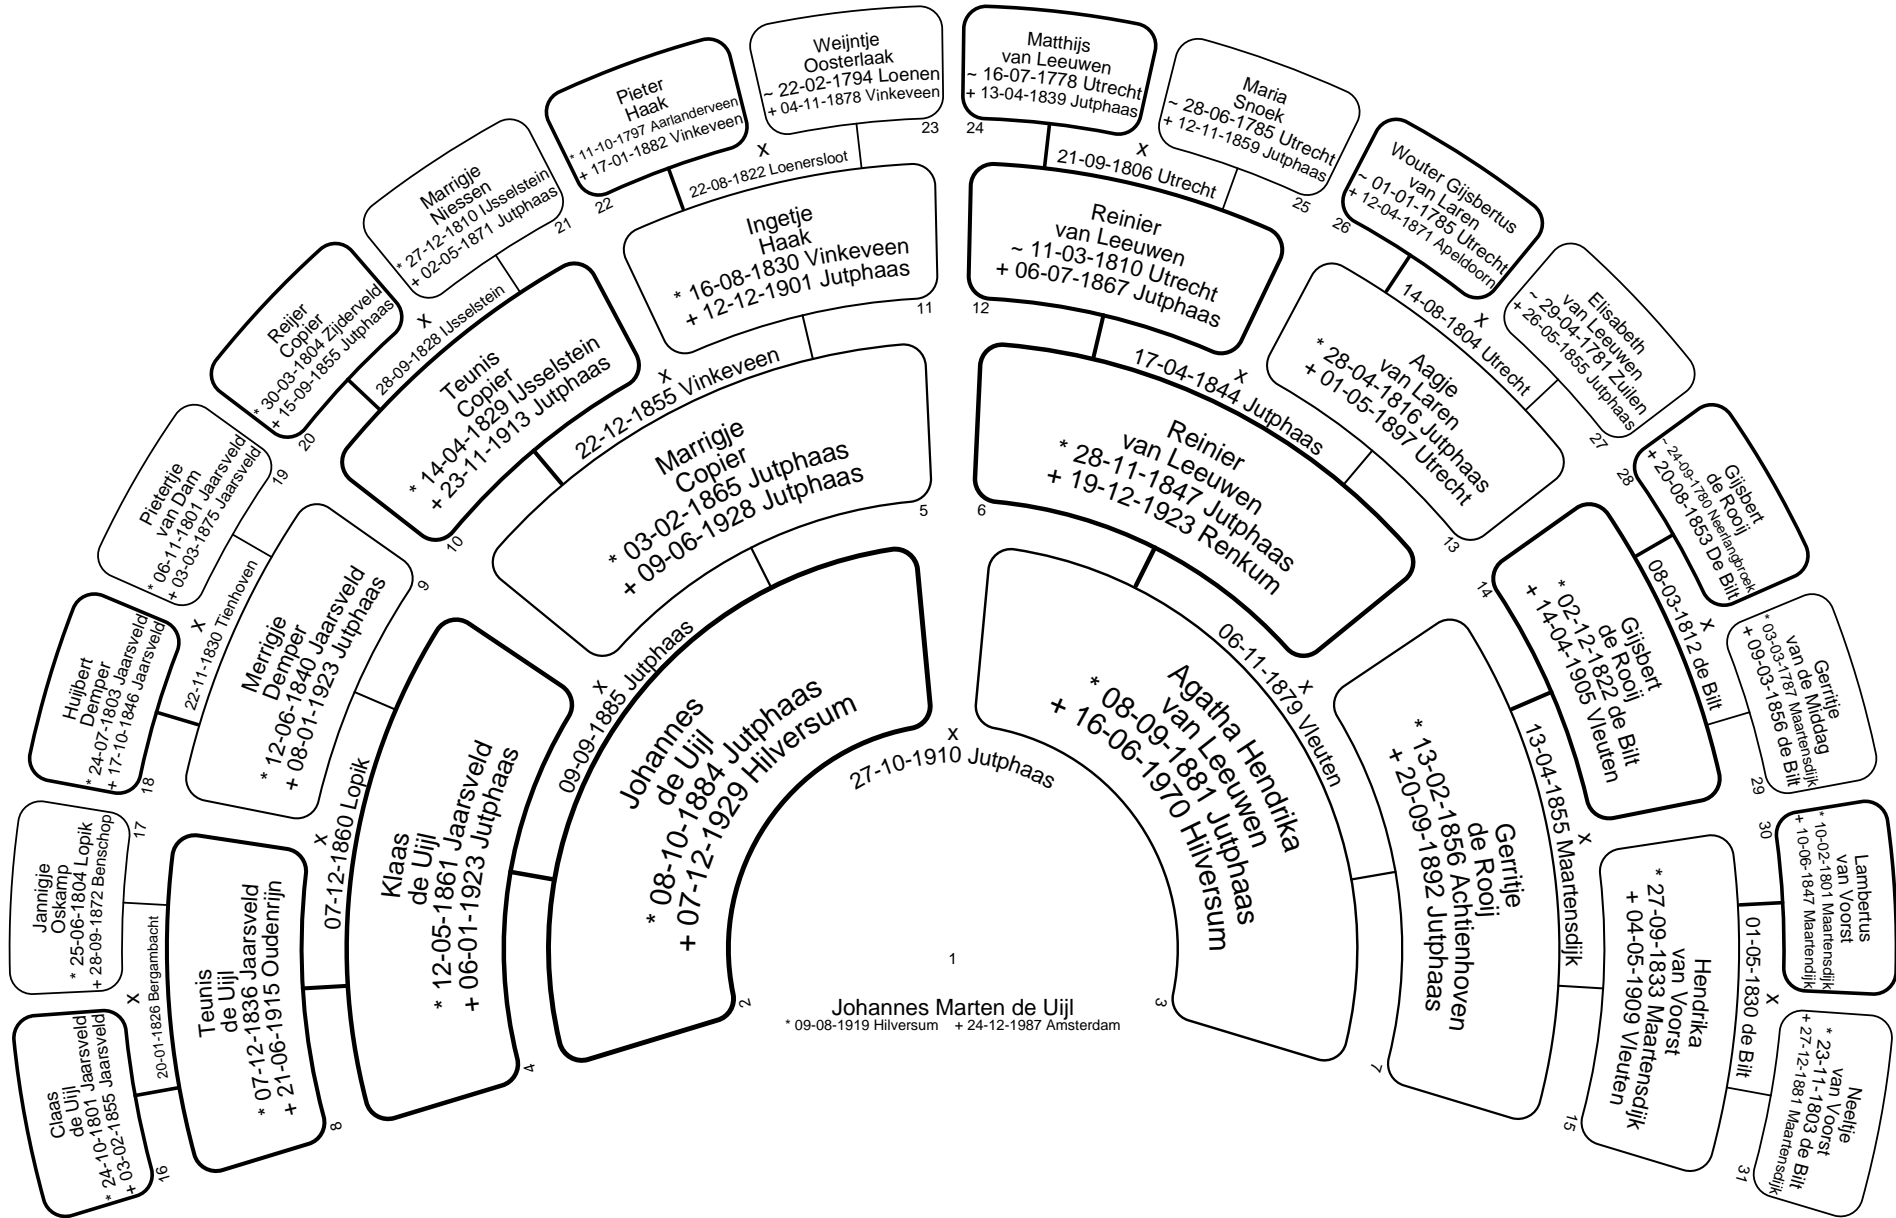 1
Johannes Marten de Uijl
* 09-08-1919 Hilversum + 24-12-1987 Amsterdam
Johannes
de Uijl
* 08-10-1884 Jutphaas
+ 07-12-1929 Hilversum
2
x
27-10-1910 Jutphaas
Agatha Hendrika
van Leeuwen
* 08-09-1881 Jutphaas
+ 16-06-1970 Hilversum
3
Klaas
de Uijl
* 12-05-1861 Jaarsveld
+ 06-01-1923 Jutphaas
4
x
09-09-1885 Jutphaas
Marrigje
Copier
* 03-02-1865 Jutphaas
+ 09-06-1928 Jutphaas
5
Reinier
van Leeuwen
* 28-11-1847 Jutphaas
+ 19-12-1923 Renkum
6
x
06-11-1879 Vleuten
Gerritje
de Rooij
* 13-02-1856 Achtienhoven
+ 20-09-1892 Jutphaas
7
Teunis
de Uijl
* 07-12-1836 Jaarsveld
+ 21-06-1915 Oudenrijn
8
x
07-12-1860 Lopik
Merrigje
Demper
* 12-06-1840 Jaarsveld
+ 08-01-1923 Jutphaas
9
Teunis
Copier
* 14-04-1829 IJsselstein
+ 23-11-1913 Jutphaas
10
x
22-12-1855 Vinkeveen
Ingetje
Haak
* 16-08-1830 Vinkeveen
+ 12-12-1901 Jutphaas
11
Reinier
van Leeuwen
~ 11-03-1810 Utrecht
+ 06-07-1867 Jutphaas
12
x
17-04-1844 Jutphaas
Aagje
van Laren
* 28-04-1816 Jutphaas
+ 01-05-1897 Utrecht
13
Gijsbert
de Rooij
* 02-12-1822 de Bilt
+ 14-04-1905 Vleuten
14
x
13-04-1855 Maartensdijk
Hendrika
van Voorst
* 27-09-1833 Maartensdijk
+ 04-05-1909 Vleuten
15
Claas
de Uijl
* 24-10-1801 Jaarsveld
+ 03-02-1855 Jaarsveld
16
x
20-01-1826 Bergambacht
Jannigje
Oskamp
* 25-06-1804 Lopik
+ 28-09-1872 Benschop
17
Huijbert
Demper
* 24-07-1803 Jaarsveld
+ 17-10-1846 Jaarsveld
18
x
22-11-1830 Tienhoven
Pietertje
van Dam
* 06-11-1801 Jaarsveld
+ 03-03-1875 Jaarsveld
19
Reijer
Copier
* 30-03-1804 Zijderveld
+ 15-09-1855 Jutphaas
20
x
28-09-1828 IJsselstein
Marrigje
Niessen
* 27-12-1810 IJsselstein
+ 02-05-1871 Jutphaas
21
Pieter
Haak
* 11-10-1797 Aarlanderveen
+ 17-01-1882 Vinkeveen
22
x
22-08-1822 Loenersloot
Weijntje
Oosterlaak
~ 22-02-1794 Loenen
+ 04-11-1878 Vinkeveen
23
Matthijs
van Leeuwen
~ 16-07-1778 Utrecht
+ 13-04-1839 Jutphaas
24
x
21-09-1806 Utrecht
Maria
Snoek
~ 28-06-1785 Utrecht
+ 12-11-1859 Jutphaas
25
Wouter Gijsbertus
van Laren
~ 01-01-1785 Utrecht
+ 12-04-1871 Apeldoorn
26
x
14-08-1804 Utrecht
Elisabeth
van Leeuwen
~ 29-04-1781 Zuilen
+ 26-05-1855 Jutphaas
27
Gijsbert
de Rooij
~ 24-09-1780 Neerlangbroek
+ 20-08-1853 De Bilt
28
x
08-03-1812 de Bilt
Gerritje
van de Middag
* 03-03-1787 Maartensdijk
+ 09-03-1856 de Bilt
29
Lambertus
van Voorst
* 10-02-1801 Maartensdijk
+ 10-06-1847 Maartendijk
30
x
01-05-1830 de Bilt
Neeltje
van Voorst
* 23-11-1803 de Bilt
+ 27-12-1881 Maartensdijk
31